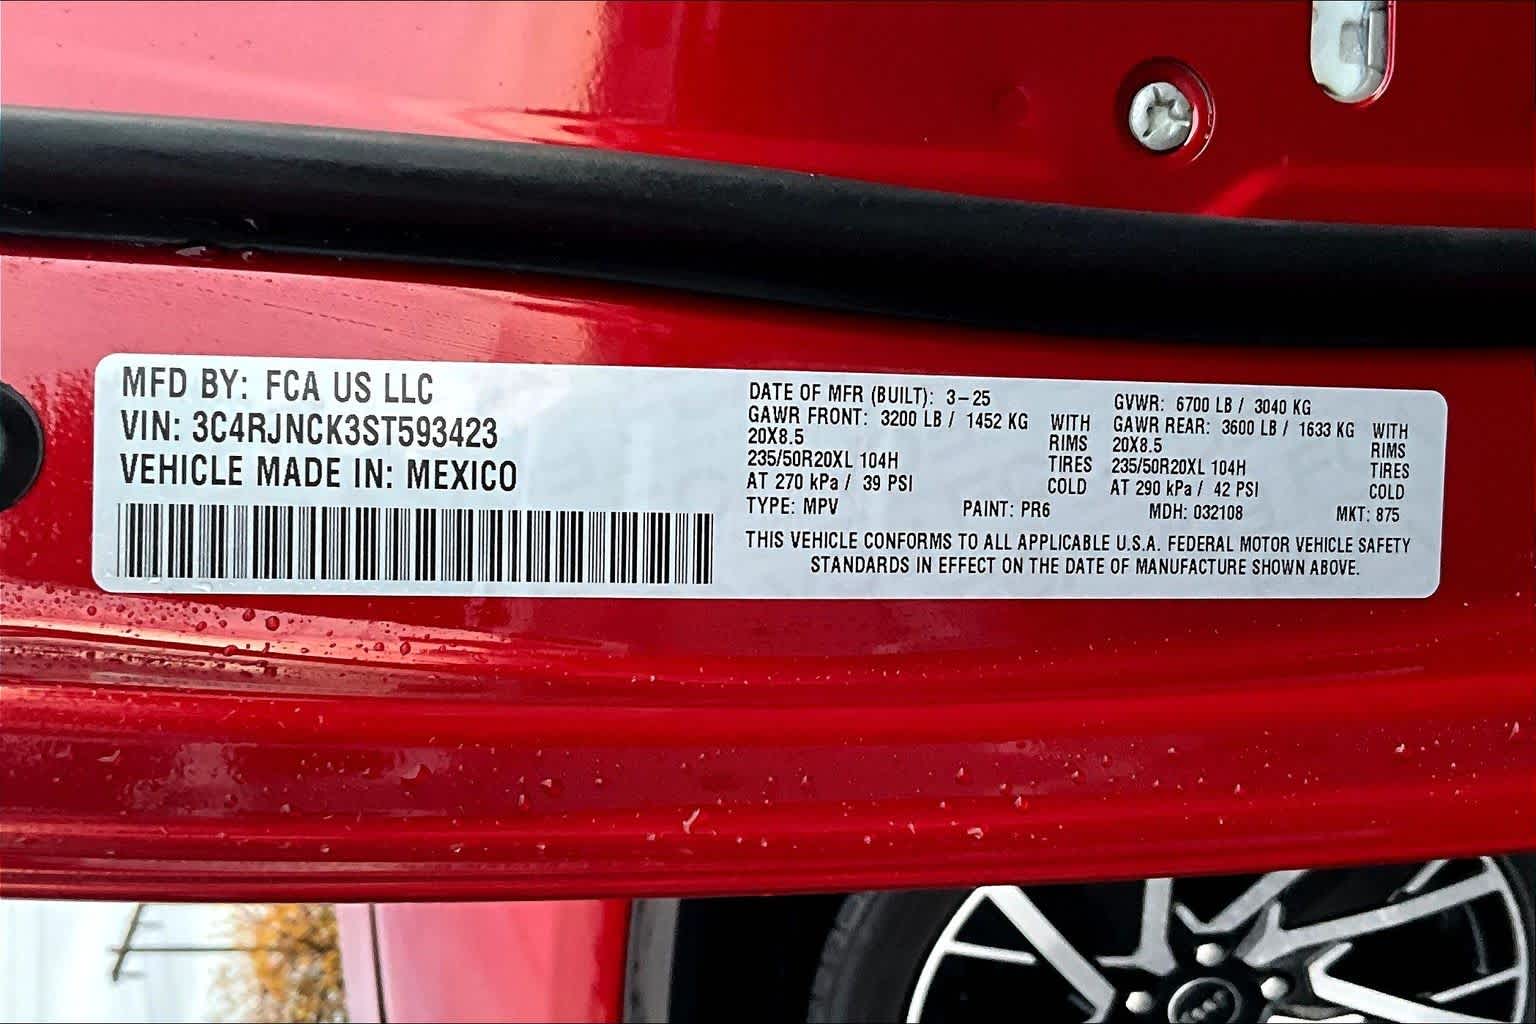 MFD BY: FCA US LLC
VIN: 3C4RJNCK3ST593423
VEHICLE MADE IN: MEXICO
DATE OF MFR (BUILT): 3-25
GAWR FRONT: 3200 LB / 1452 KG WITH
20X8.5 RIMS
235/50R20XL 104H TIRES
AT 270 kPa / 39 PSI COLD
GVWR: 6700 LB / 3040 KG
GAWR REAR: 3600 LB / 1633 KG WITH
20X8.5 RIMS
235/50R20XL 104H TIRES
AT 290 kPa / 42 PSI COLD
TYPE: MPV PAINT: PR6 MDH: 032108 MKT: 875
THIS VEHICLE CONFORMS TO ALL APPLICABLE U.S.A. FEDERAL MOTOR VEHICLE SAFETY
STANDARDS IN EFFECT ON THE DATE OF MANUFACTURE SHOWN ABOVE.